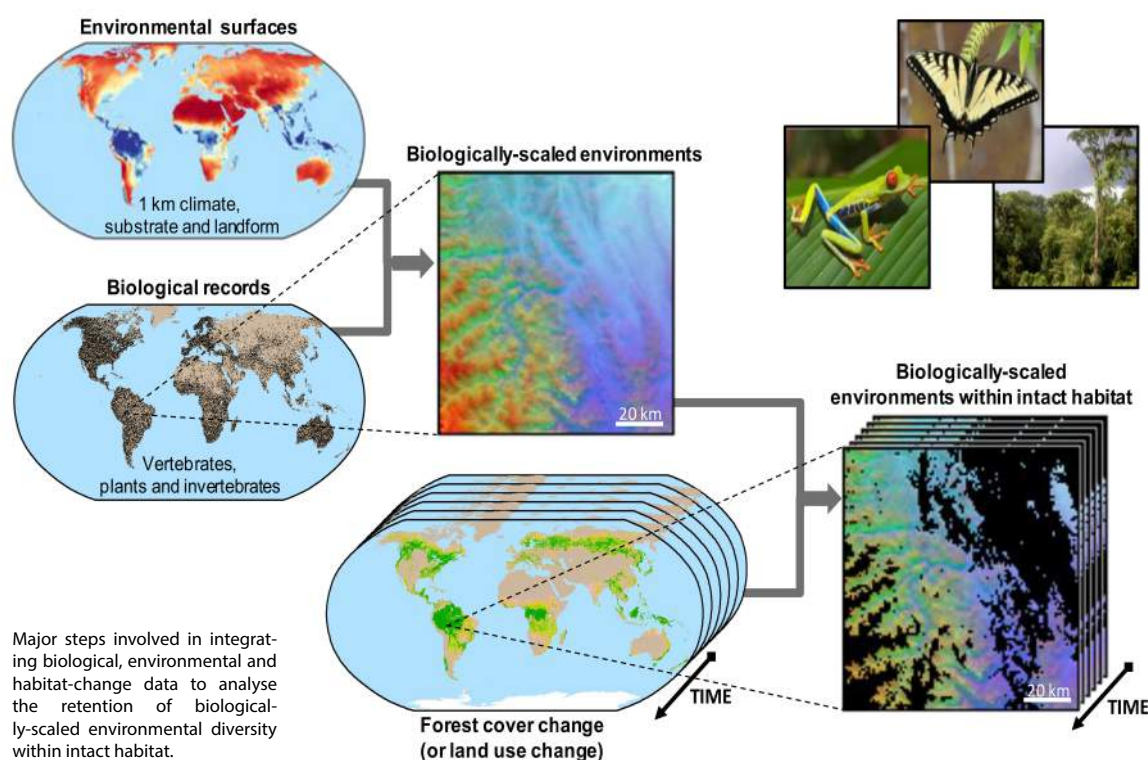 Environmental surfaces
1 km climate,
substrate and landform
Biological records
Vertebrates,
plants and invertebrates
Biologically-scaled environments
20 km
Biologically-scaled
environments within intact habitat
20 km
TIME
TIME
Forest cover change
(or land use change)
Major steps involved in integrat-
ing biological, environmental and
habitat-change data to analyse
the retention of biological-
ly-scaled environmental diversity
within intact habitat.